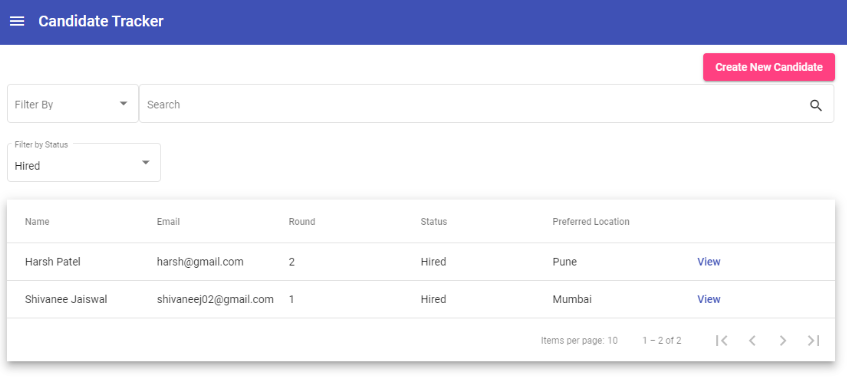 Candidate Tracker
Create New Candidate
Filter By Search
Filter by Status
Hired
Name Email Round Status Preferred Location
Harsh Patel harsh@gmail.com 2 Hired Pune View
Shivanee Jaiswal shivaneej02@gmail.com 1 Hired Mumbai View
Items per page: 10 1 – 2 of 2